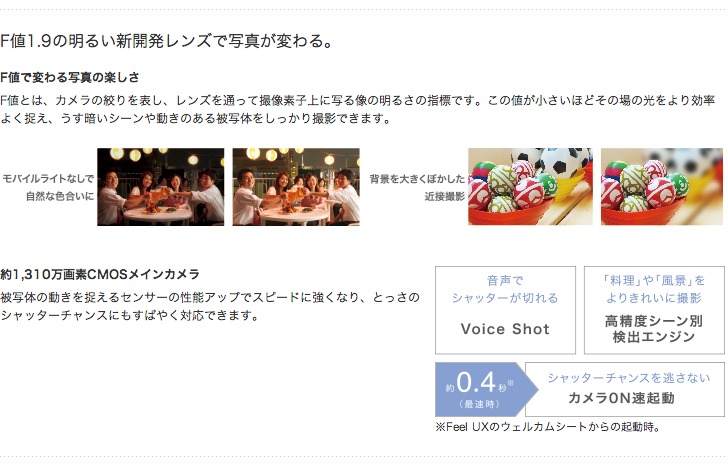 F値1.9の明るい新開発レンズで写真が変わる。
F値で変わる写真の楽しさ
F値とは、カメラの絞りを表し、レンズを通って撮像素子上に写る像の明るさの指標です。この値が小さいほどその場の光をより効率
よく捉え、うす暗いシーンや動きのある被写体をしっかり撮影できます。
モバイルライトなしで
自然な色合いに
背景を大きくぼかした
近接撮影
約1,310万画素CMOSメインカメラ
被写体の動きを捉えるセンサーの性能アップでスピードに強くなり、とっさの
シャッターチャンスにもすばやく対応できます。
音声で
シャッターが切れる
Voice Shot
「料理」や「風景」を
よりきれいに撮影
高精度シーン別
検出エンジン
約0.4秒※
（最速時）
シャッターチャンスを逃さない
カメラON速起動
※Feel UXのウェルカムシートからの起動時。